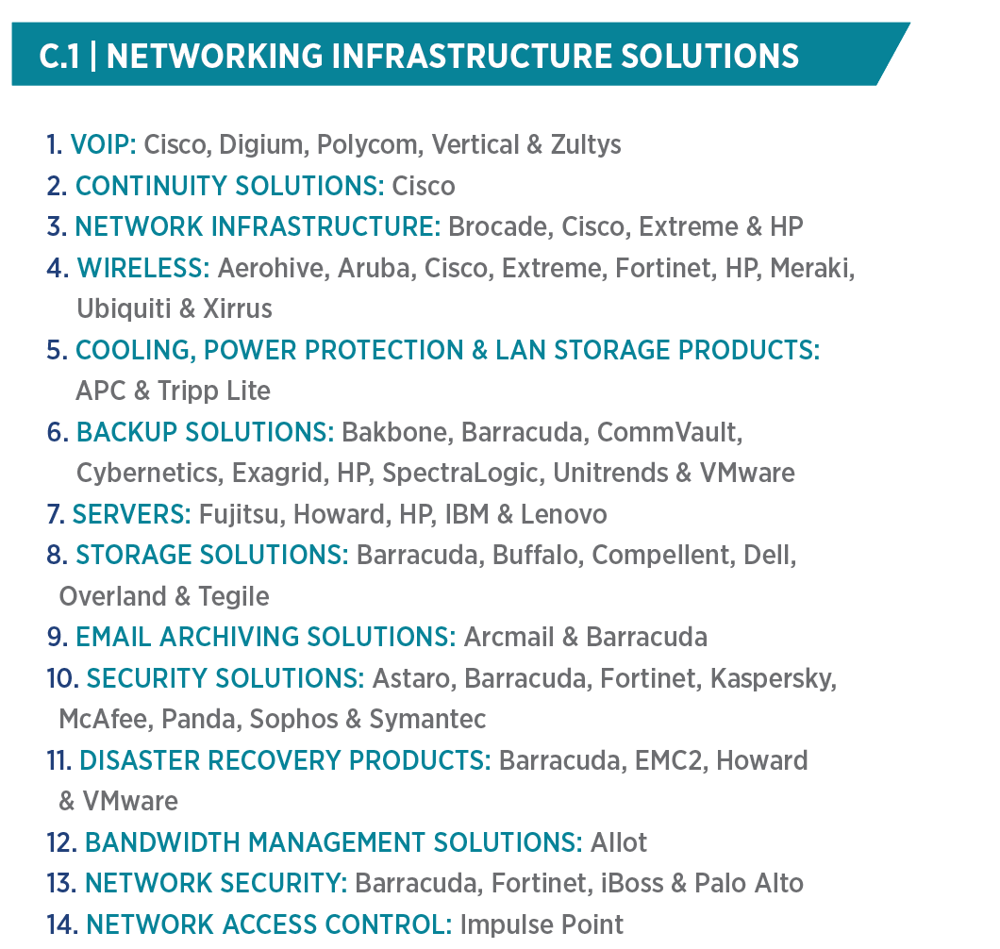 C.1 | NETWORKING INFRASTRUCTURE SOLUTIONS
1. VOIP: Cisco, Digium, Polycom, Vertical & Zultys
2. CONTINUITY SOLUTIONS: Cisco
3. NETWORK INFRASTRUCTURE: Brocade, Cisco, Extreme & HP
4. WIRELESS: Aerohive, Aruba, Cisco, Extreme, Fortinet, HP, Meraki,
Ubiquiti & Xirrus
5. COOLING, POWER PROTECTION & LAN STORAGE PRODUCTS:
APC & Tripp Lite
6. BACKUP SOLUTIONS: Bakbone, Barracuda, CommVault,
Cybernetics, Exagrid, HP, SpectraLogic, Unitrends & VMware
7. SERVERS: Fujitsu, Howard, HP, IBM & Lenovo
8. STORAGE SOLUTIONS: Barracuda, Buffalo, Compellent, Dell,
Overland & Tegile
9. EMAIL ARCHIVING SOLUTIONS: Arcmail & Barracuda
10. SECURITY SOLUTIONS: Astaro, Barracuda, Fortinet, Kaspersky,
McAfee, Panda, Sophos & Symantec
11. DISASTER RECOVERY PRODUCTS: Barracuda, EMC2, Howard
& VMware
12. BANDWIDTH MANAGEMENT SOLUTIONS: Allot
13. NETWORK SECURITY: Barracuda, Fortinet, iBoss & Palo Alto
14. NETWORK ACCESS CONTROL: Impulse Point